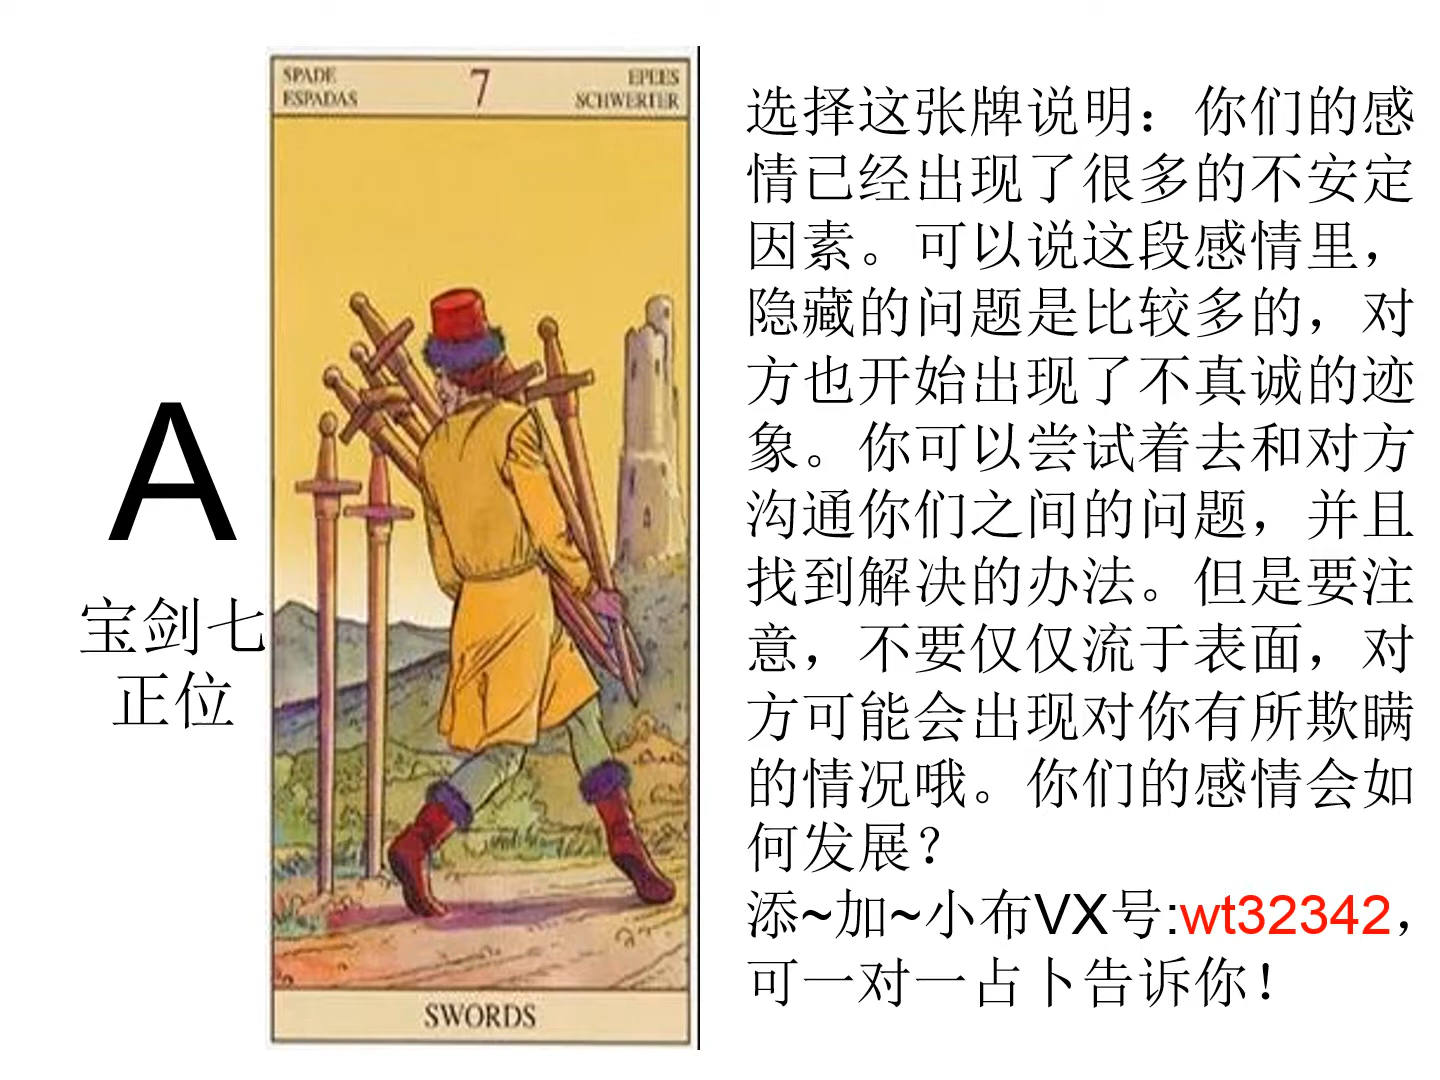 SPADE
ESPADAS
7
EPEES
SCHWERTER
A
宝剑七
正位
SWORDS
选择这张牌说明：你们的感
情已经出现了很多的不安定
因素。可以说这段感情里，
隐藏的问题是比较多的，对
方也开始出现了不真诚的迹
象。你可以尝试着去和对方
沟通你们之间的问题，并且
找到解决的办法。但是要注
意，不要仅仅流于表面，对
方可能会出现对你有所欺瞒
的情况哦。你们的感情会如
何发展？
添~加~小布VX号:wt32342，
可一对一占卜告诉你！